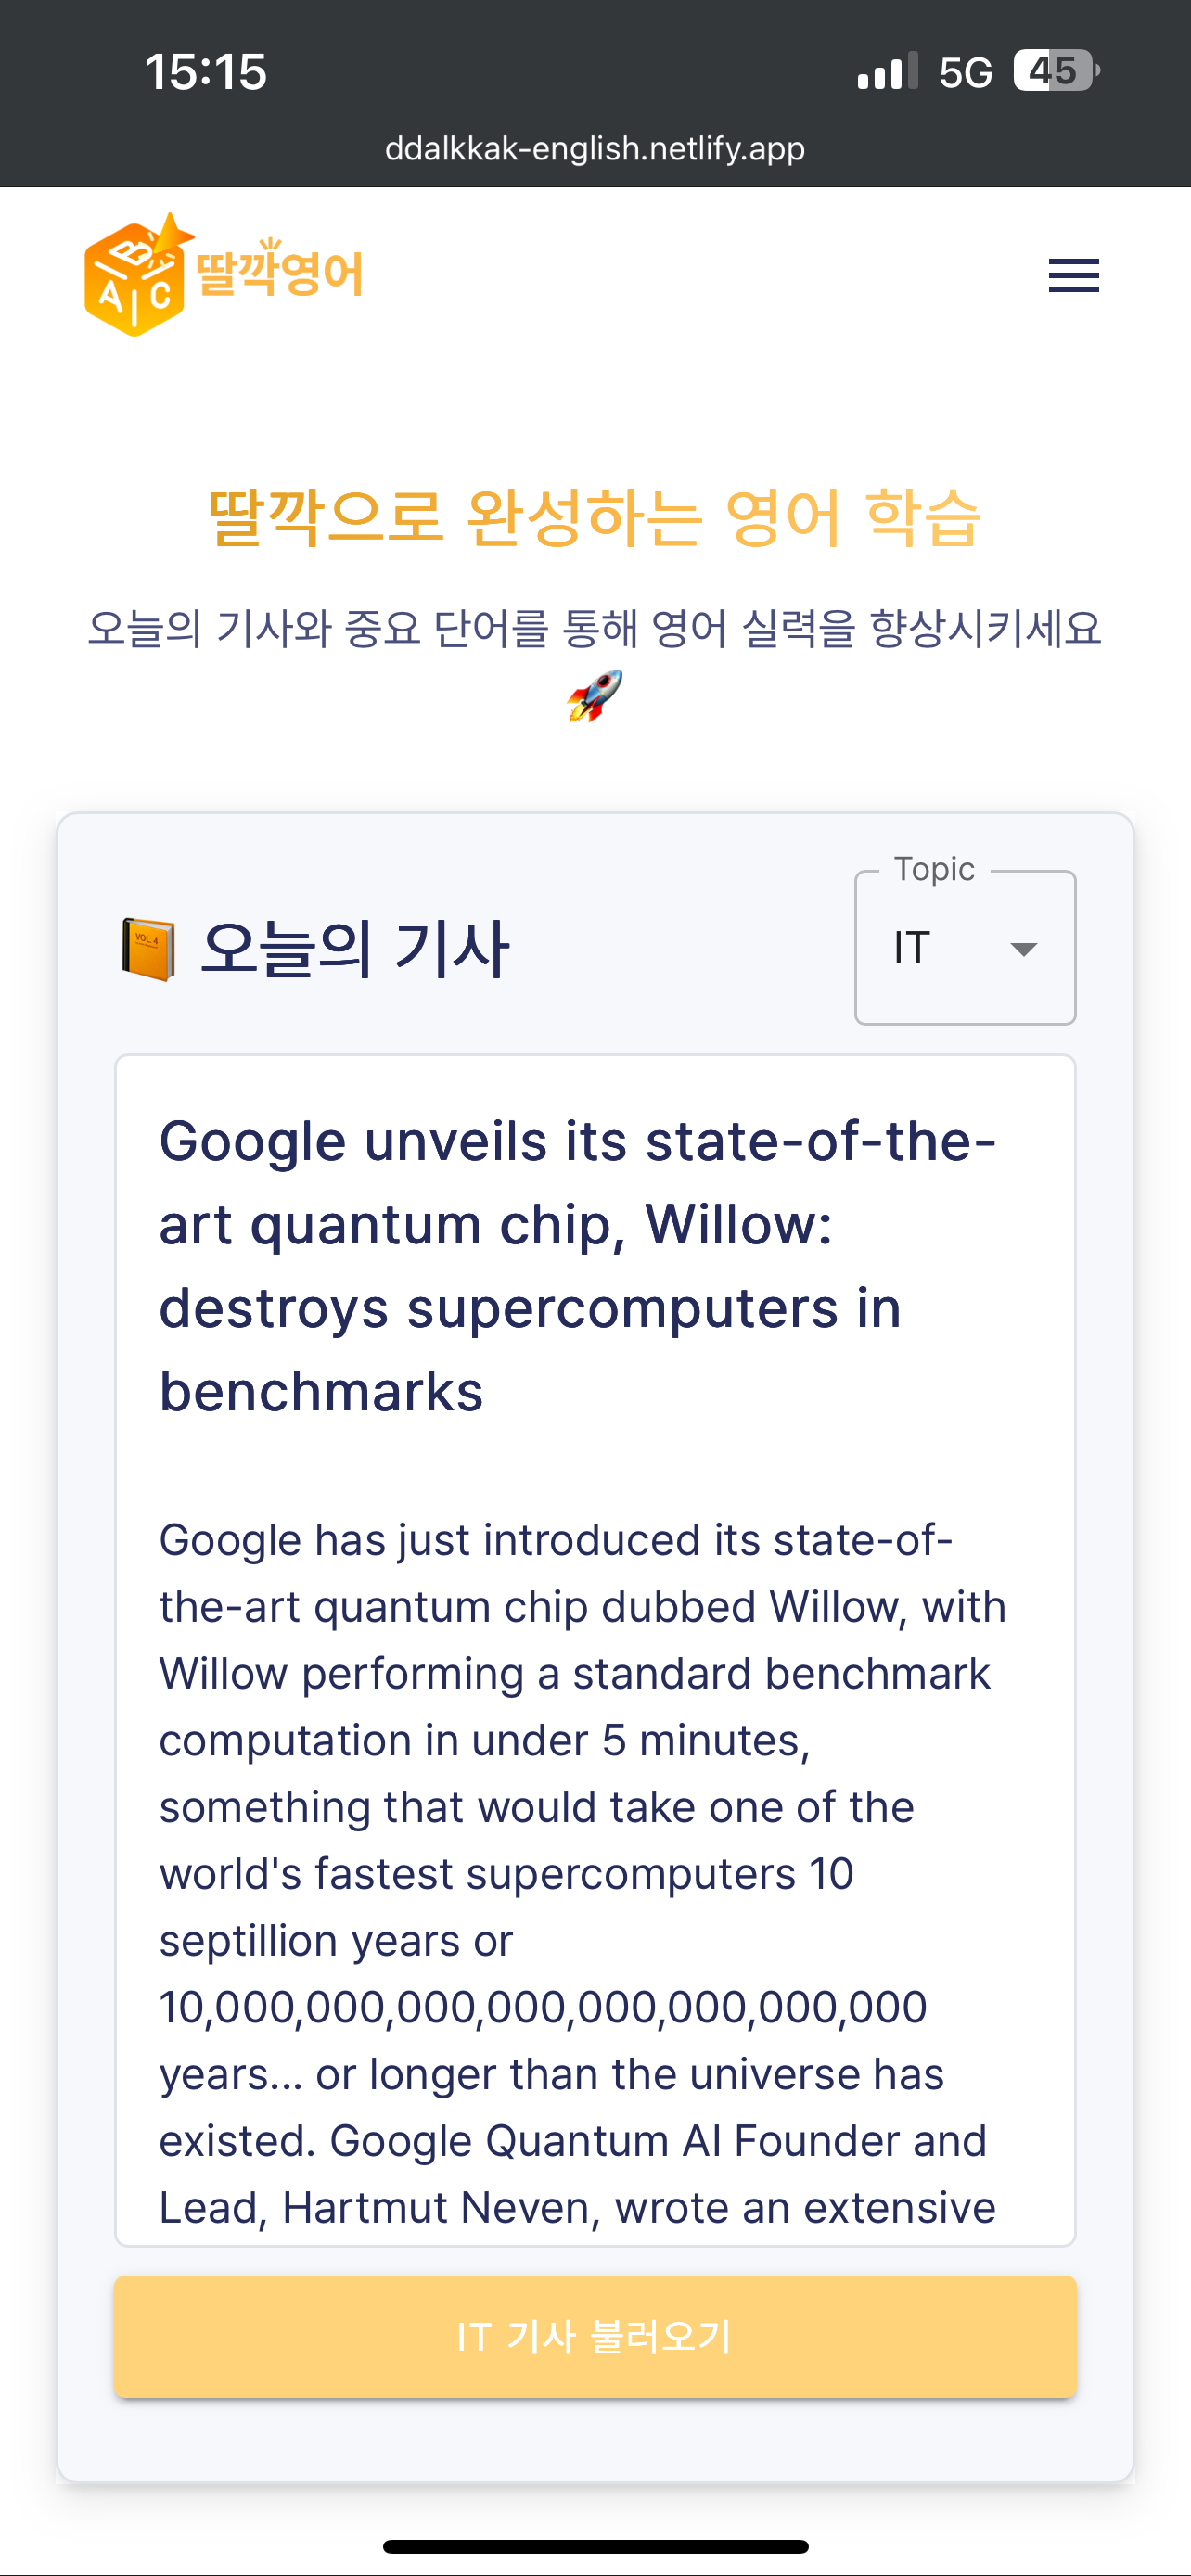 15:15
5G
45
ddalkkak-english.netlify.app
A B C
딸깍영어
딸깍으로 완성하는 영어 학습
오늘의 기사와 중요 단어를 통해 영어 실력을 향상시키세요
🚀
Topic
VOL. 4
오늘의 기사
IT
Google unveils its state-of-the-
art quantum chip, Willow:
destroys supercomputers in
benchmarks
Google has just introduced its state-of-
the-art quantum chip dubbed Willow, with
Willow performing a standard benchmark
computation in under 5 minutes,
something that would take one of the
world's fastest supercomputers 10
septillion years or
10,000,000,000,000,000,000,000,000
years... or longer than the universe has
existed. Google Quantum AI Founder and
Lead, Hartmut Neven, wrote an extensive
IT 기사 불러오기